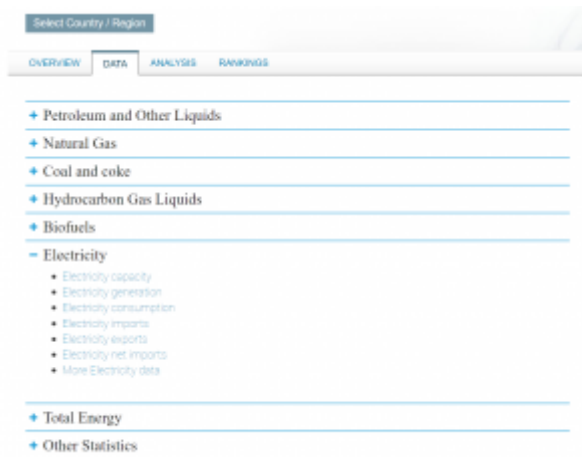 Select Country / Region
OVERVIEW DATA ANALYSIS RANKINGS
+ Petroleum and Other Liquids
+ Natural Gas
+ Coal and coke
+ Hydrocarbon Gas Liquids
+ Biofuels
− Electricity
• Electricity capacity
• Electricity generation
• Electricity consumption
• Electricity imports
• Electricity exports
• Electricity net imports
• More Electricity data
+ Total Energy
+ Other Statistics